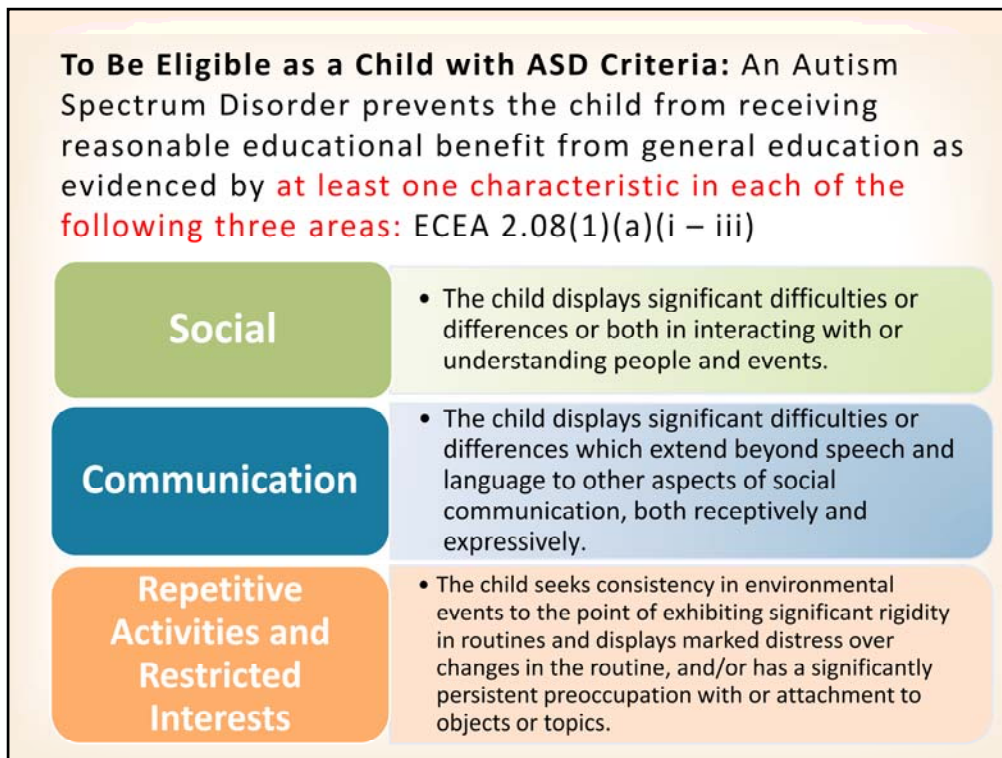 To Be Eligible as a Child with ASD Criteria: An Autism
Spectrum Disorder prevents the child from receiving
reasonable educational benefit from general education as
evidenced by at least one characteristic in each of the
following three areas: ECEA 2.08(1)(a)(i – iii)
Social
• The child displays significant difficulties or
differences or both in interacting with or
understanding people and events.
Communication
• The child displays significant difficulties or
differences which extend beyond speech and
language to other aspects of social
communication, both receptively and
expressively.
Repetitive
Activities and
Restricted
Interests
• The child seeks consistency in environmental
events to the point of exhibiting significant rigidity
in routines and displays marked distress over
changes in the routine, and/or has a significantly
persistent preoccupation with or attachment to
objects or topics.